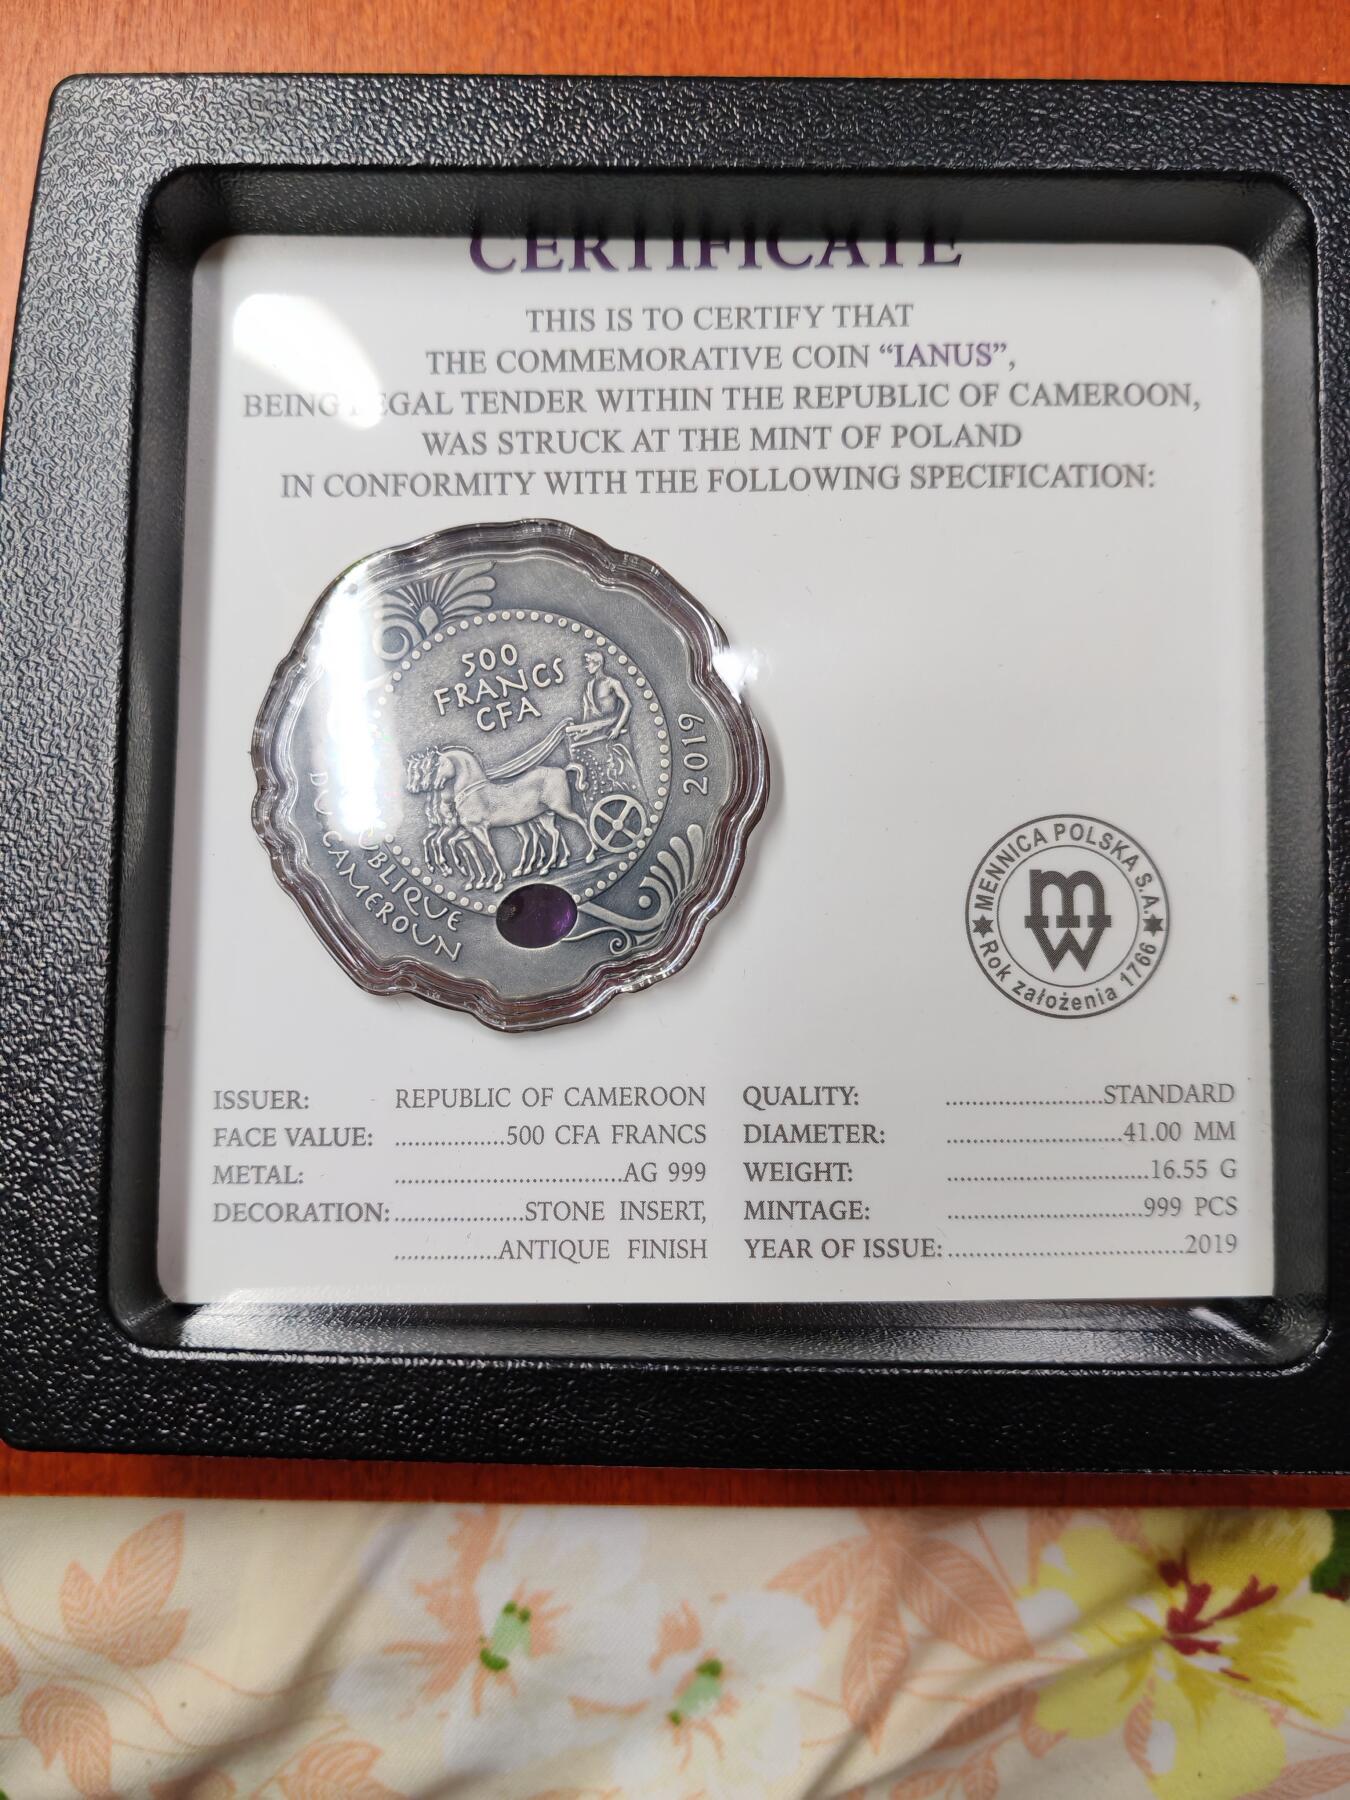 CERTIFICATE
THIS IS TO CERTIFY THAT
THE COMMEMORATIVE COIN “IANUS”,
BEING LEGAL TENDER WITHIN THE REPUBLIC OF CAMEROON,
WAS STRUCK AT THE MINT OF POLAND
IN CONFORMITY WITH THE FOLLOWING SPECIFICATION:
500
FRANCS
CFA
2019
DU CAMEROUN
MENNICA POLSKA S.A.
mw
Rok założenia 1766
ISSUER: REPUBLIC OF CAMEROON
FACE VALUE: ..................500 CFA FRANCS
METAL: .....................................AG 999
DECORATION:.....................STONE INSERT,
.................ANTIQUE FINISH
QUALITY: .........................STANDARD
DIAMETER: ............................41.00 MM
WEIGHT: .................................16.55 G
MINTAGE: ................................999 PCS
YEAR OF ISSUE:......................................2019